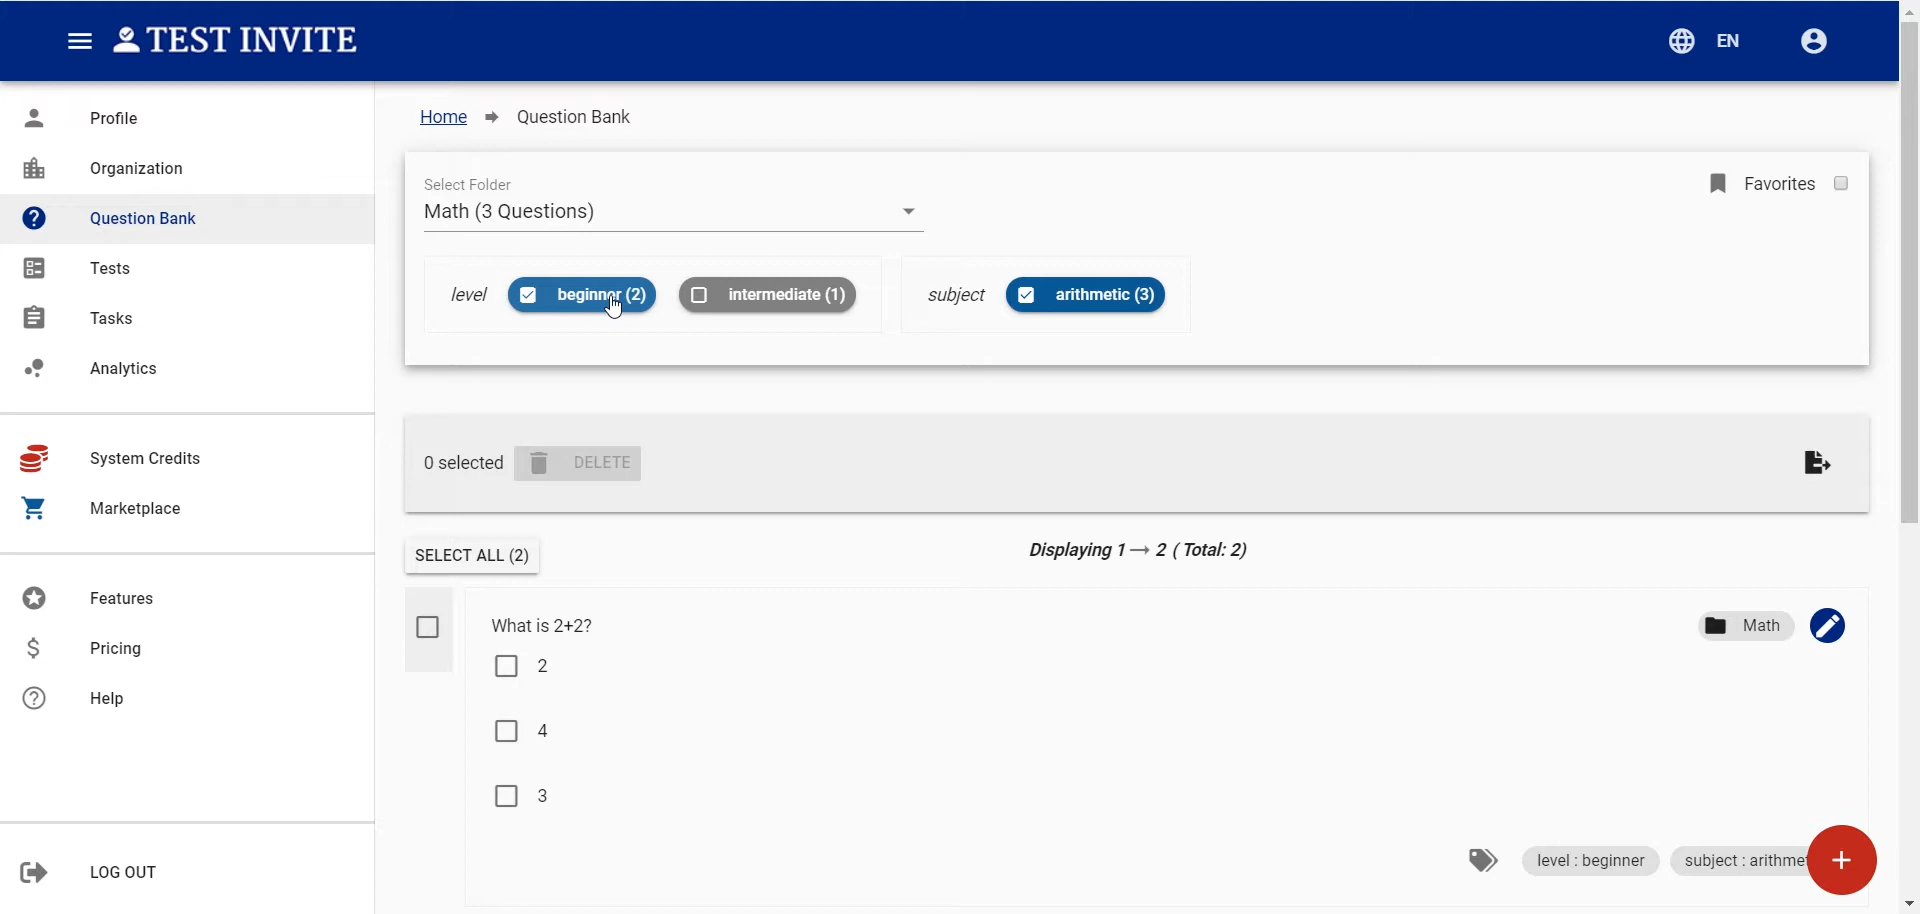 TEST INVITE
EN
Profile
Organization
Question Bank
Tests
Tasks
Analytics
System Credits
Marketplace
Features
Pricing
Help
LOG OUT
Home Question Bank
Select Folder
Math (3 Questions)
Favorites
level beginner (2) intermediate (1) subject arithmetic (3)
0 selected DELETE
SELECT ALL (2)
Displaying 1 → 2 ( Total: 2)
What is 2+2?
Math
2
4
3
level : beginner subject : arithmet
+